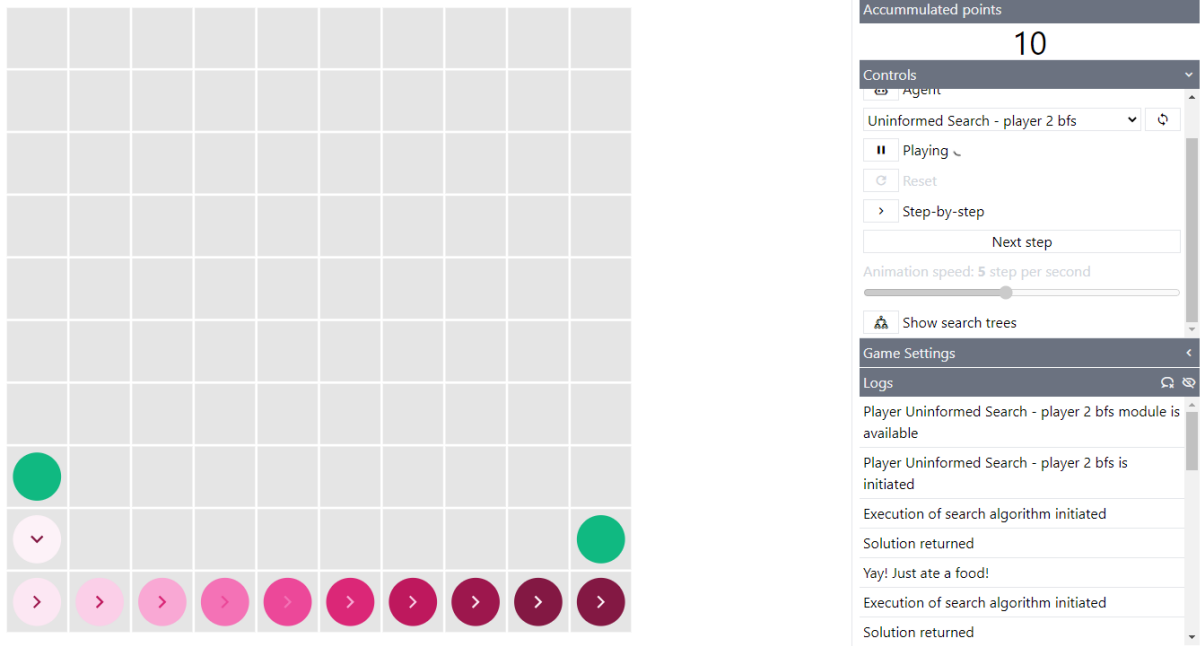 Accummulated points
10
Controls
Agent
Uninformed Search - player 2 bfs
Playing
Reset
Step-by-step
Next step
Animation speed: 5 step per second
Show search trees
Game Settings
Logs
Player Uninformed Search - player 2 bfs module is
available
Player Uninformed Search - player 2 bfs is
initiated
Execution of search algorithm initiated
Solution returned
Yay! Just ate a food!
Execution of search algorithm initiated
Solution returned